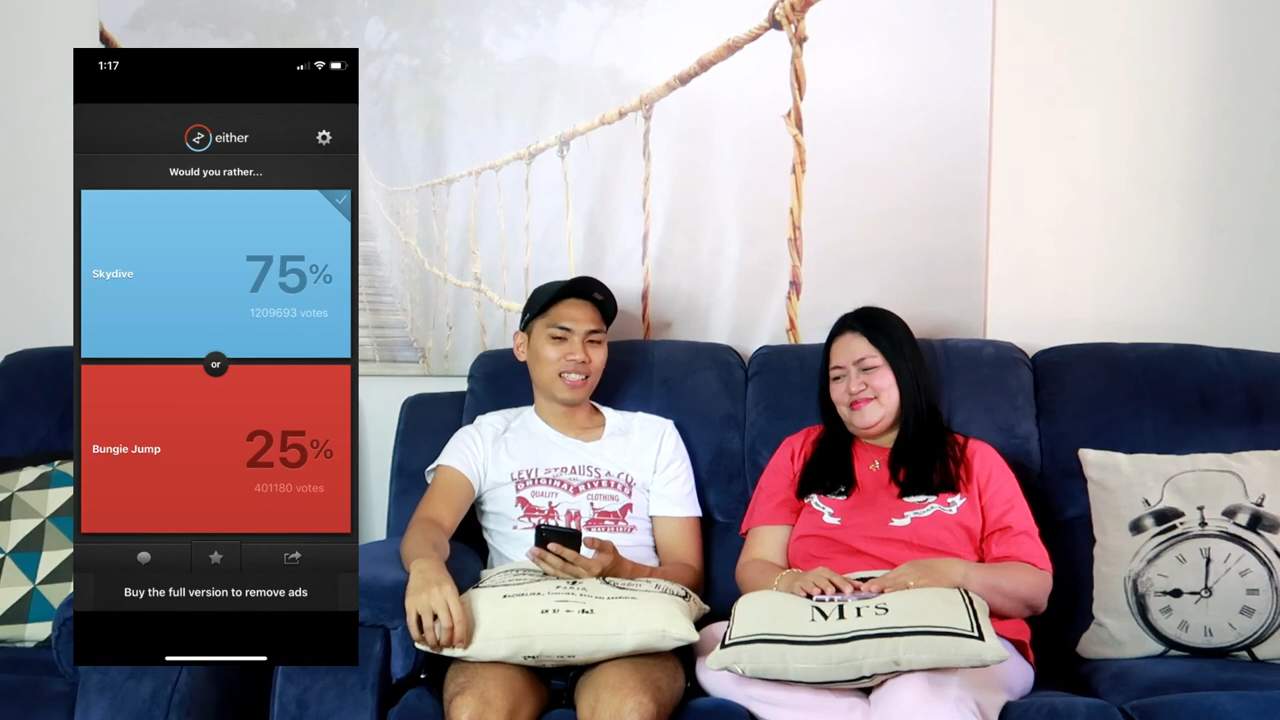 1:17
either
Would you rather...
Skydive
75%
1209693 votes
or
Bungie Jump
25%
401180 votes
Buy the full version to remove ads
LEVI STRAUSS & CO.
ORIGINAL RIVETED
QUALITY CLOTHING
PARIS
Mrs